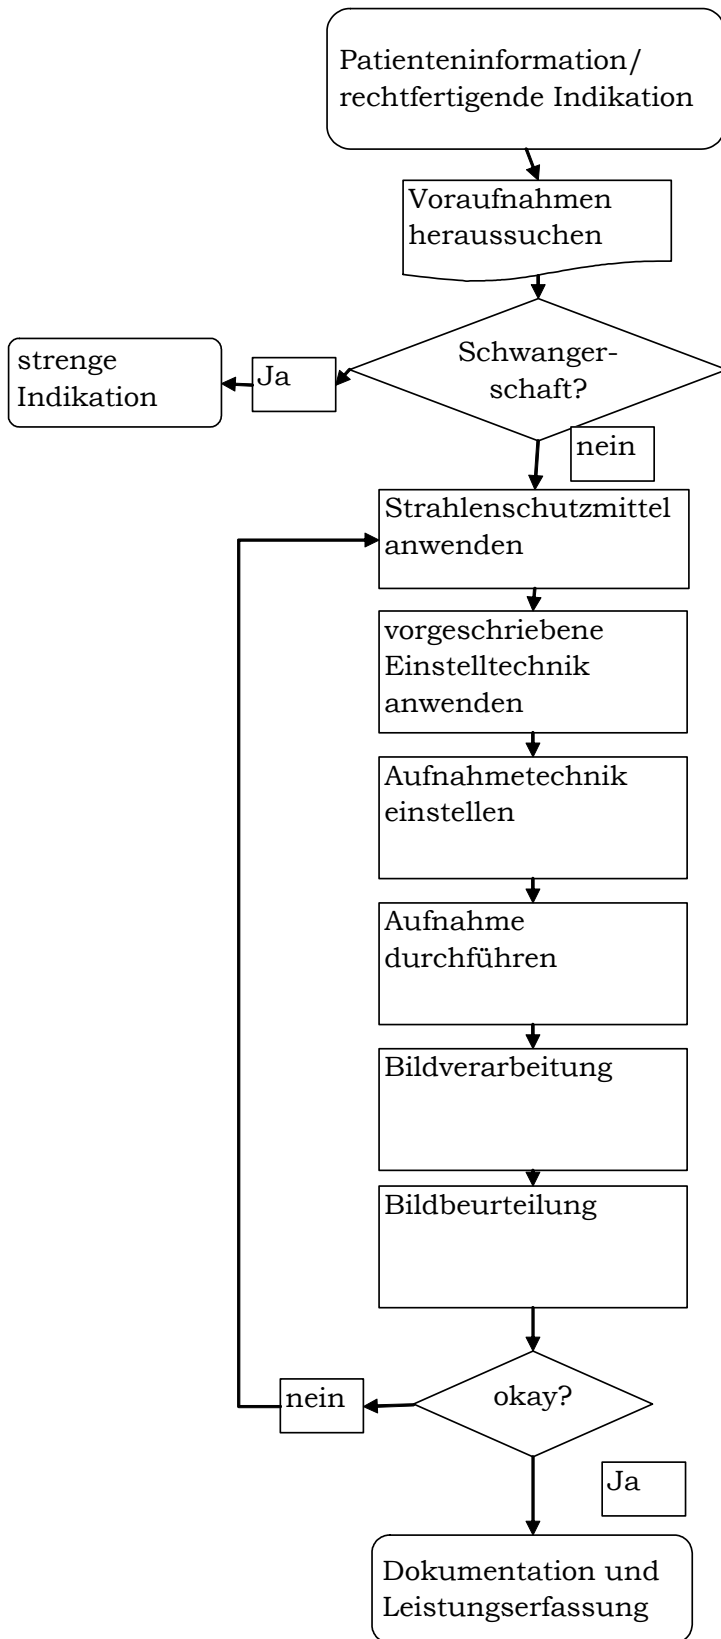 Patienteninformation/
rechtfertigende Indikation
Voraufnahmen
heraussuchen
Schwanger-
schaft?
Ja
strenge
Indikation
nein
Strahlenschutzmittel
anwenden
vorgeschriebene
Einstelltechnik
anwenden
Aufnahmetechnik
einstellen
Aufnahme
durchführen
Bildverarbeitung
Bildbeurteilung
okay?
nein
Ja
Dokumentation und
Leistungserfassung